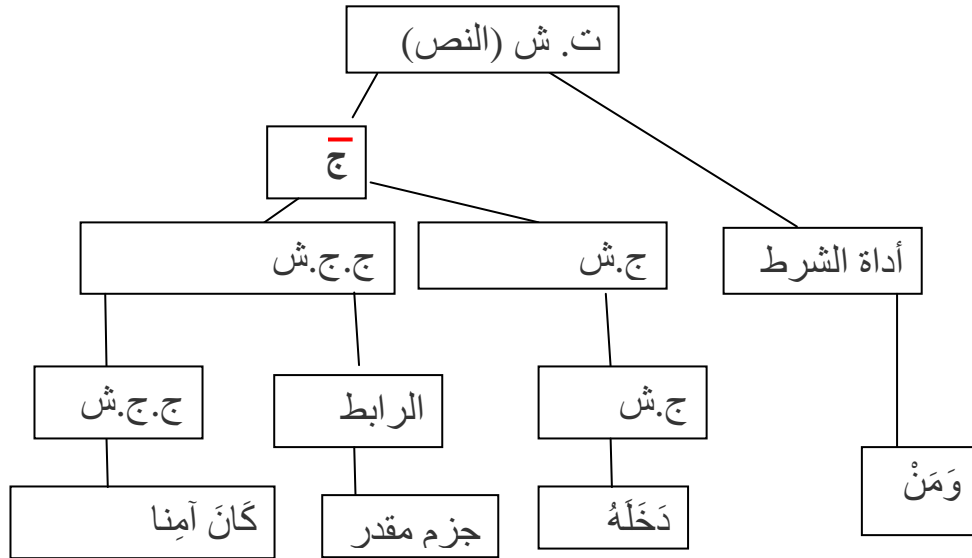 ت. ش (النص)
ج
أداة الشرط
ج.ش
ج.ج.ش
ج.ش
الرابط
ج.ج.ش
وَمَنْ
دَخَلَهُ
جزم مقدر
كَانَ آمِنا